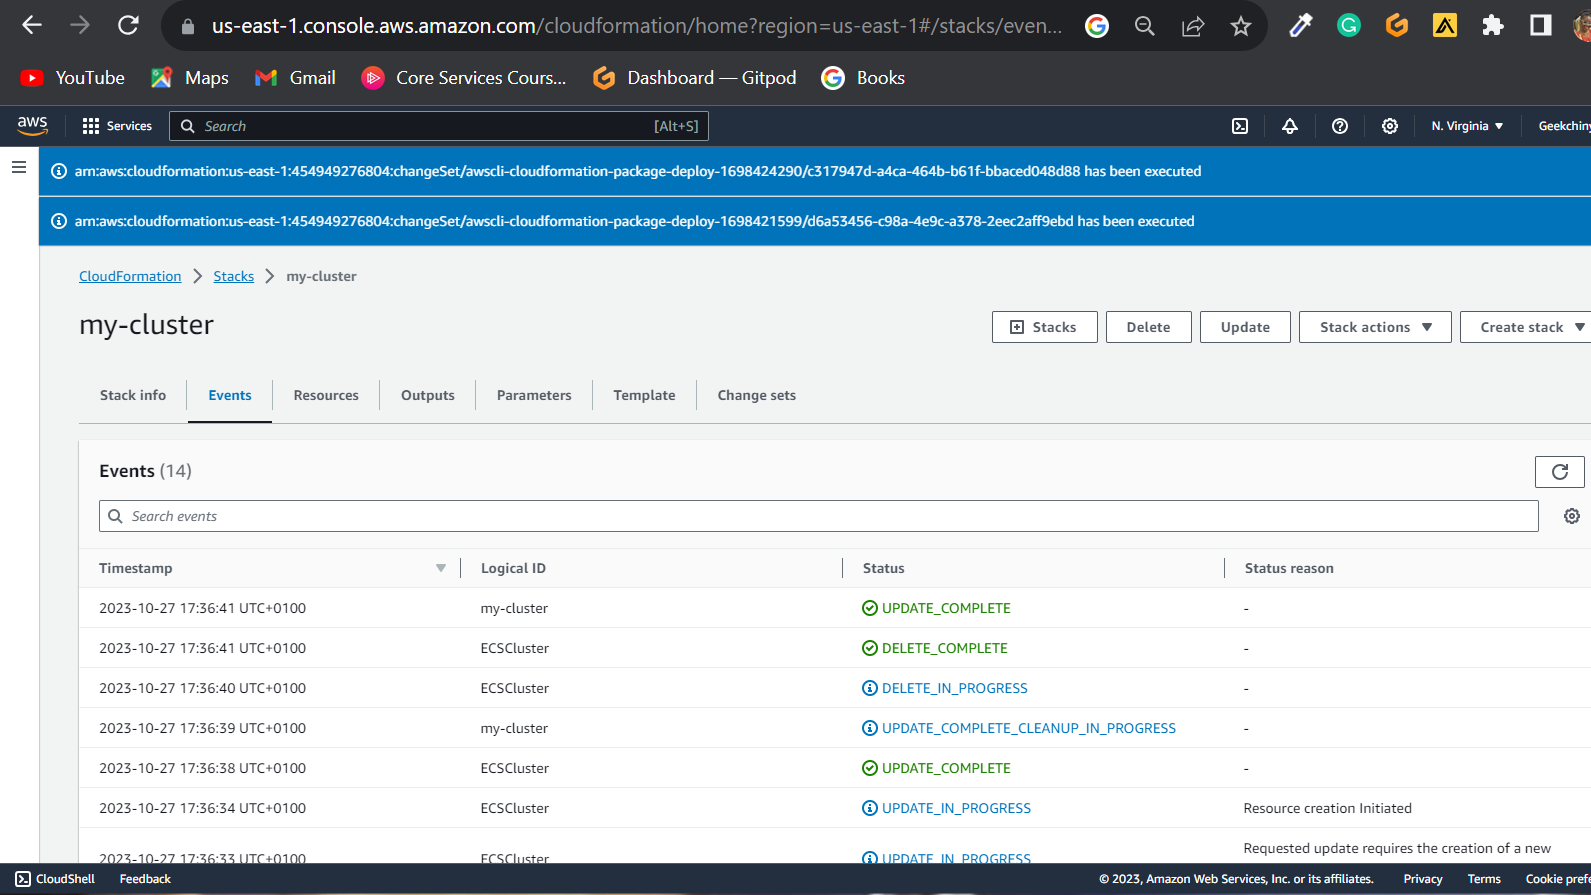 us-east-1.console.aws.amazon.com/cloudformation/home?region=us-east-1#/stacks/even...
YouTube Maps Gmail Core Services Cours... Dashboard — Gitpod Books
aws Services Search [Alt+S] N. Virginia Geekchiny
arn:aws:cloudformation:us-east-1:454949276804:changeSet/awscli-cloudformation-package-deploy-1698424290/c317947d-a4ca-464b-b61f-bbaced048d88 has been executed
arn:aws:cloudformation:us-east-1:454949276804:changeSet/awscli-cloudformation-package-deploy-1698421599/d6a53456-c98a-4e9c-a378-2eec2aff9ebd has been executed
CloudFormation Stacks my-cluster
my-cluster Stacks Delete Update Stack actions Create stack
Stack info Events Resources Outputs Parameters Template Change sets
Events (14)
Search events
Timestamp Logical ID Status Status reason
2023-10-27 17:36:41 UTC+0100 my-cluster UPDATE_COMPLETE -
2023-10-27 17:36:41 UTC+0100 ECSCluster DELETE_COMPLETE -
2023-10-27 17:36:40 UTC+0100 ECSCluster DELETE_IN_PROGRESS -
2023-10-27 17:36:39 UTC+0100 my-cluster UPDATE_COMPLETE_CLEANUP_IN_PROGRESS -
2023-10-27 17:36:38 UTC+0100 ECSCluster UPDATE_COMPLETE -
2023-10-27 17:36:34 UTC+0100 ECSCluster UPDATE_IN_PROGRESS Resource creation Initiated
2023-10-27 17:36:33 UTC+0100 ECSCluster UPDATE_IN_PROGRESS Requested update requires the creation of a new
CloudShell Feedback © 2023, Amazon Web Services, Inc. or its affiliates. Privacy Terms Cookie prefe